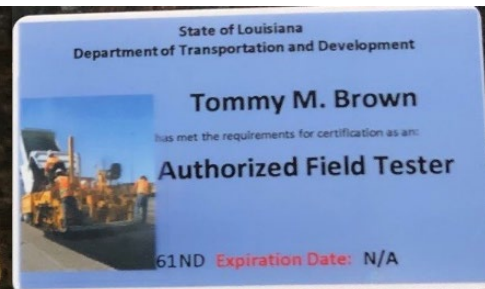 State of Louisiana
Department of Transportation and Development
Tommy M. Brown
has met the requirements for certification as an:
Authorized Field Tester
61ND Expiration Date: N/A